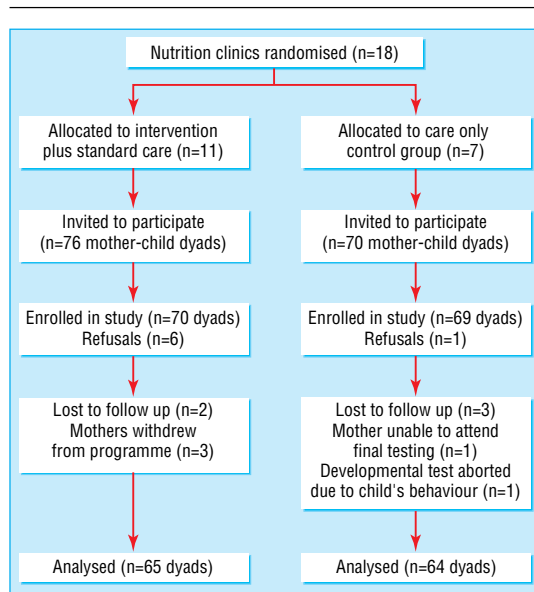 Nutrition clinics randomised (n=18)
Allocated to intervention
plus standard care (n=11)
Allocated to care only
control group (n=7)
Invited to participate
(n=76 mother-child dyads)
Invited to participate
(n=70 mother-child dyads)
Enrolled in study (n=70 dyads)
Refusals (n=6)
Enrolled in study (n=69 dyads)
Refusals (n=1)
Lost to follow up (n=2)
Mothers withdrew
from programme (n=3)
Lost to follow up (n=3)
Mother unable to attend
final testing (n=1)
Developmental test aborted
due to child's behaviour (n=1)
Analysed (n=65 dyads)
Analysed (n=64 dyads)